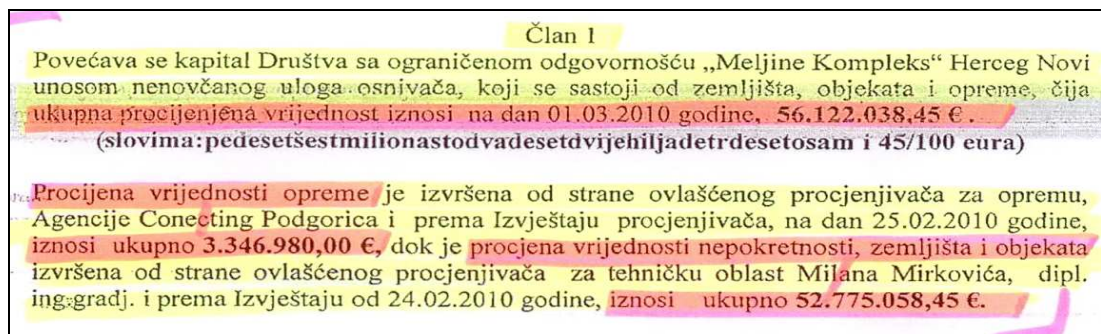 Član 1
Povećava se kapital Društva sa ograničenom odgovornošću „Meljine Kompleks“ Herceg Novi
unosom nenovčanog uloga osnivača, koji se sastoji od zemljišta, objekata i opreme, čija
ukupna procijenjena vrijednost iznosi na dan 01.03.2010 godine, 56.122.038,45 € .
(slovima:pedesetšestmilionastodvadesetdvijehiljadetrdesetosam i 45/100 eura)
Procijena vrijednosti opreme je izvršena od strane ovlašćenog procjenjivača za opremu,
Agencije Conecting Podgorica i prema Izvještaju procjenjivača, na dan 25.02.2010 godine,
iznosi ukupno 3.346.980,00 €, dok je procjena vrijednosti nepokretnosti, zemljišta i objekata
izvršena od strane ovlašćenog procjenjivača za tehničku oblast Milana Mirkovića, dipl.
ing.gradj. i prema Izvještaju od 24.02.2010 godine, iznosi ukupno 52.775.058,45 €.